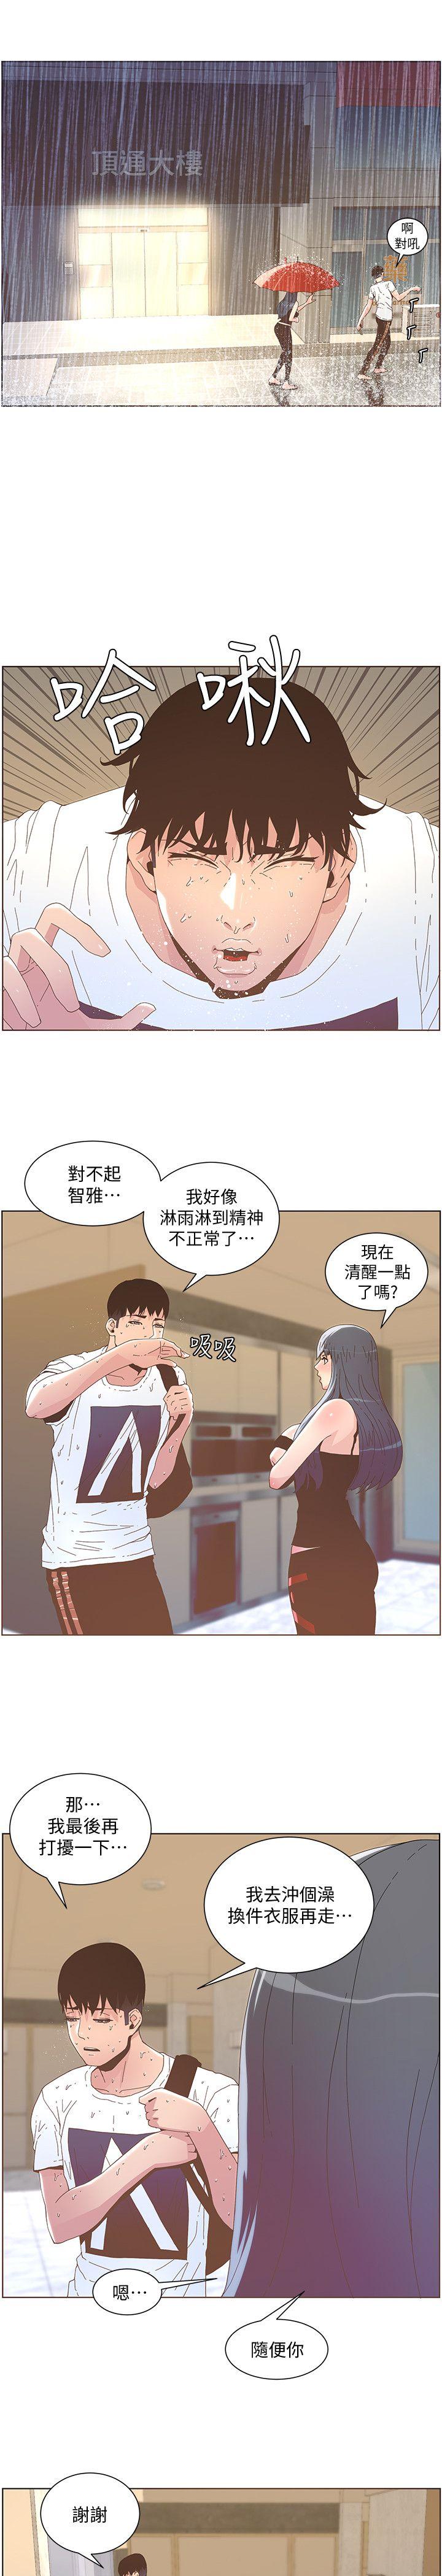 頂通大樓
啊
對吼
哈啾
對不起
智雅…
我好像
淋雨淋到精神
不正常了…
現在
清醒一點
了嗎?
吸吸
那…
我最後再
打擾一下…
我去沖個澡
換件衣服再走…
嗯…
隨便你
謝謝